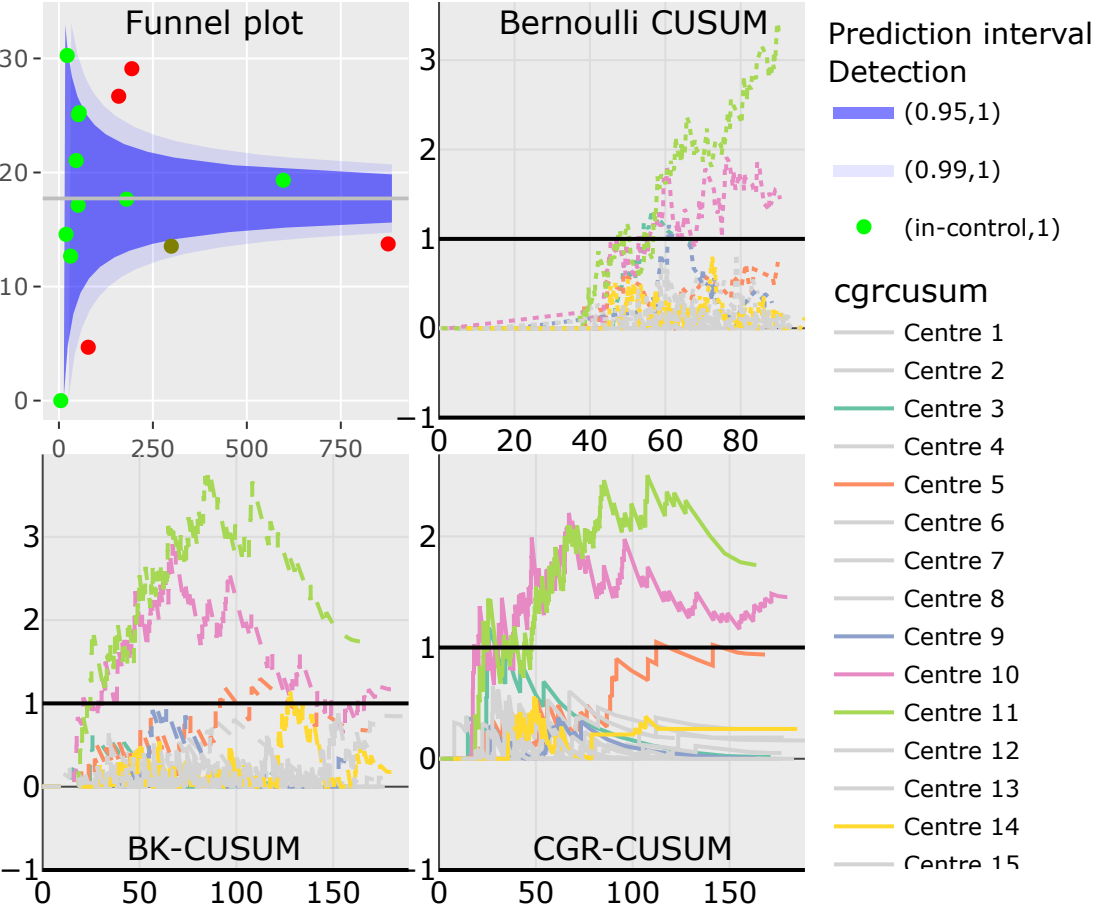 Funnel plot
30
20
10
0
0
250
500
750
Bernoulli CUSUM
3
2
1
0
−1
0
20
40
60
80
3
2
1
0
−1
BK-CUSUM
0
50
100
150
2
1
0
−1
CGR-CUSUM
0
50
100
150
Prediction interval
Detection
(0.95,1)
(0.99,1)
(in-control,1)
cgrcusum
Centre 1
Centre 2
Centre 3
Centre 4
Centre 5
Centre 6
Centre 7
Centre 8
Centre 9
Centre 10
Centre 11
Centre 12
Centre 13
Centre 14
Centre 15